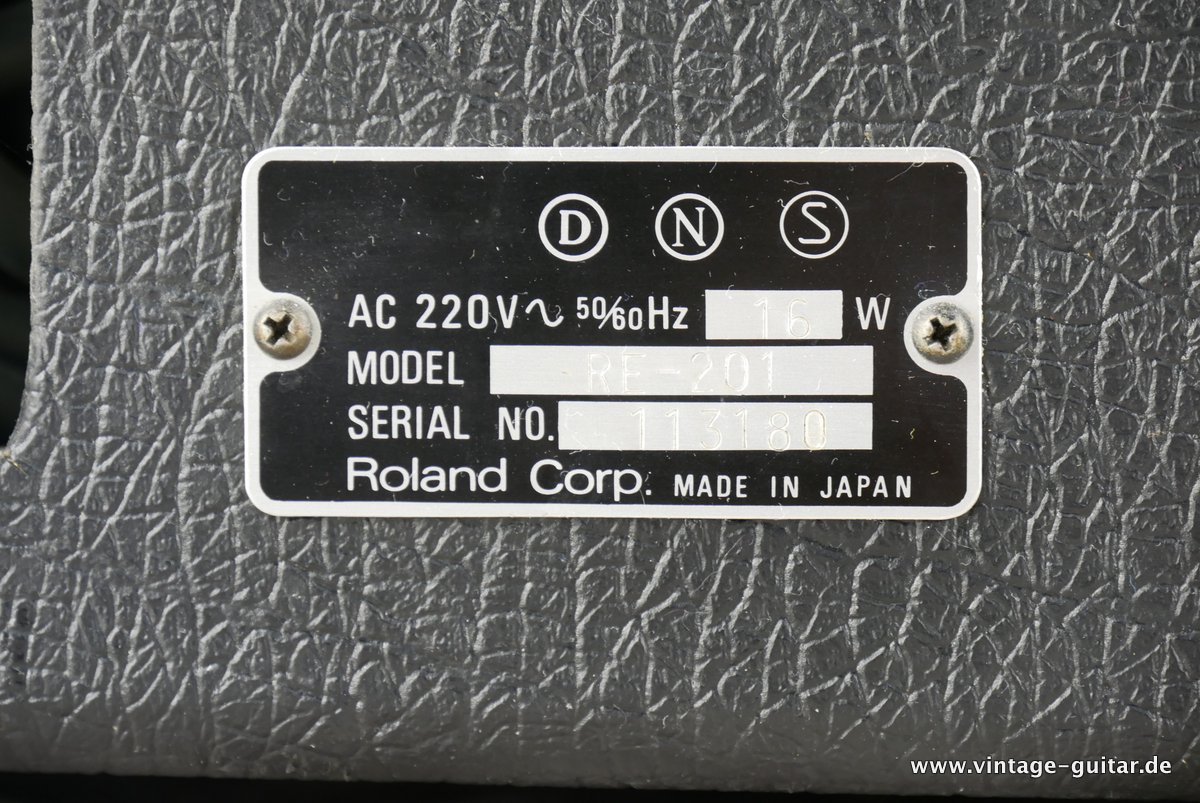 D N S
AC 220V~ 50/60Hz 16 W
MODEL RE-201
SERIAL NO. 113180
Roland Corp. MADE IN JAPAN
www.vintage-guitar.de